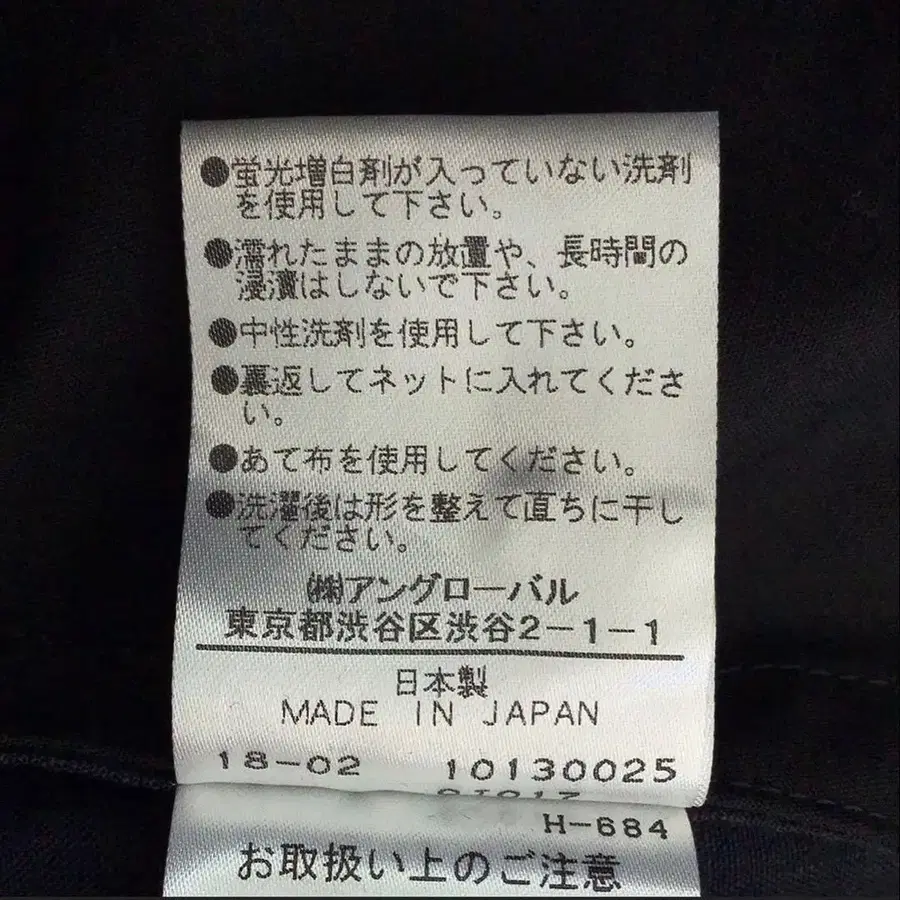 ●蛍光増白剤が入っていない洗剤
を使用して下さい。
●濡れたままの放置や、長時間の
浸漬はしないで下さい。
●中性洗剤を使用して下さい。
●裏返してネットに入れてくださ
い。
●あて布を使用してください。
●洗濯後は形を整えて直ちに干し
てください。
㈱アングローバル
東京都渋谷区渋谷2-1-1
日本製
MADE IN JAPAN
18-02 10130025
H-684
お取扱い上のご注意